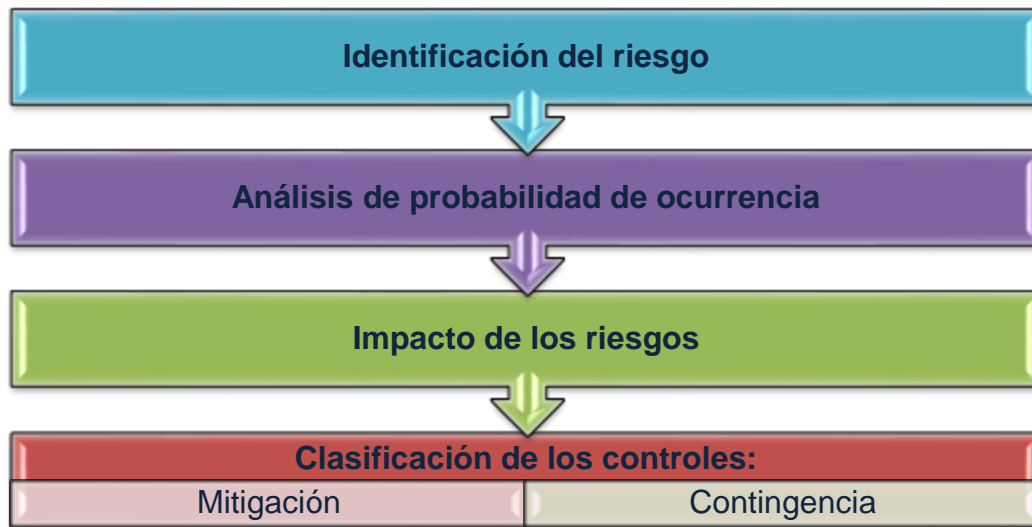 Identificación del riesgo
Análisis de probabilidad de ocurrencia
Impacto de los riesgos
Clasificación de los controles:
Mitigación
Contingencia